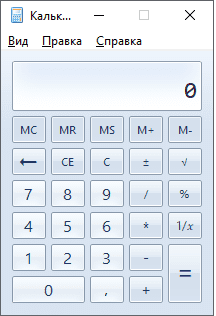 Кальк...
Вид Правка Справка
0
MC MR MS M+ M-
← CE C ± √
7 8 9 / %
4 5 6 * 1/x
1 2 3 - =
0 , +